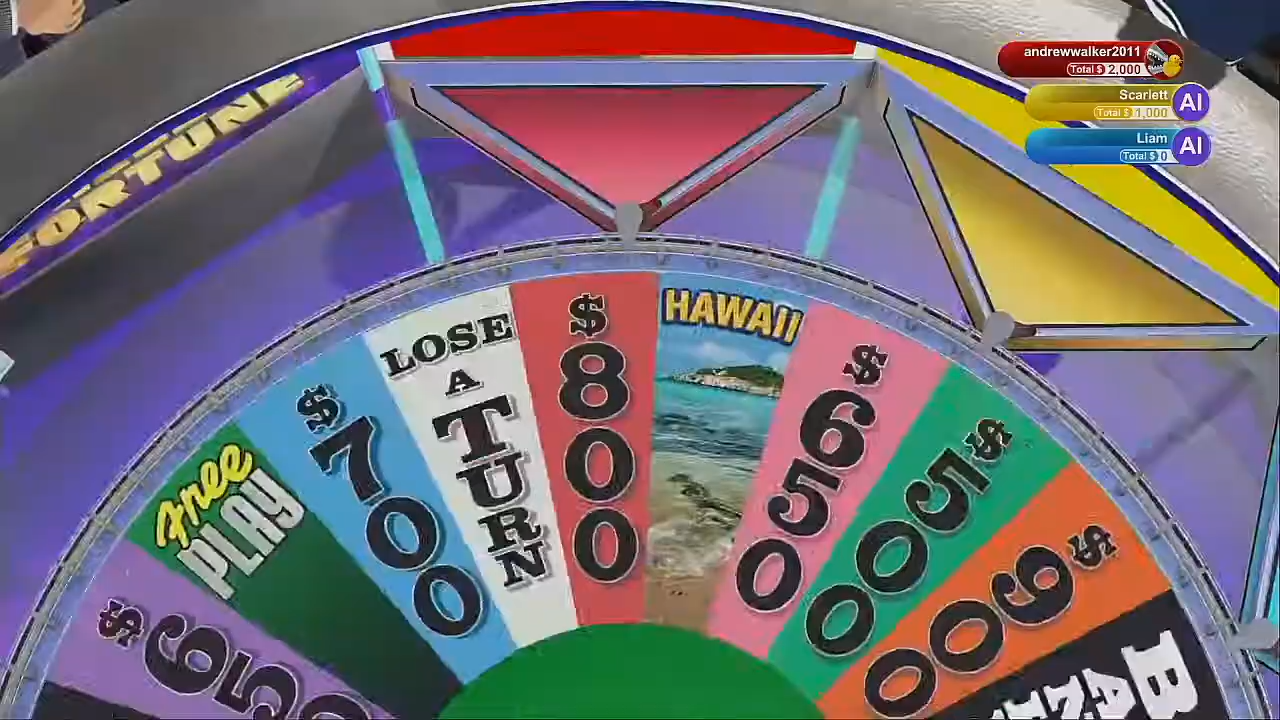 FORTUNE
andrewwalker2011
Total $ 2,000
Scarlett
Total $ 1,000
AI
Liam
Total $ 0
AI
$650
free PLAY
$700
LOSE A TURN
$800
HAWAII
$650
$500
$600